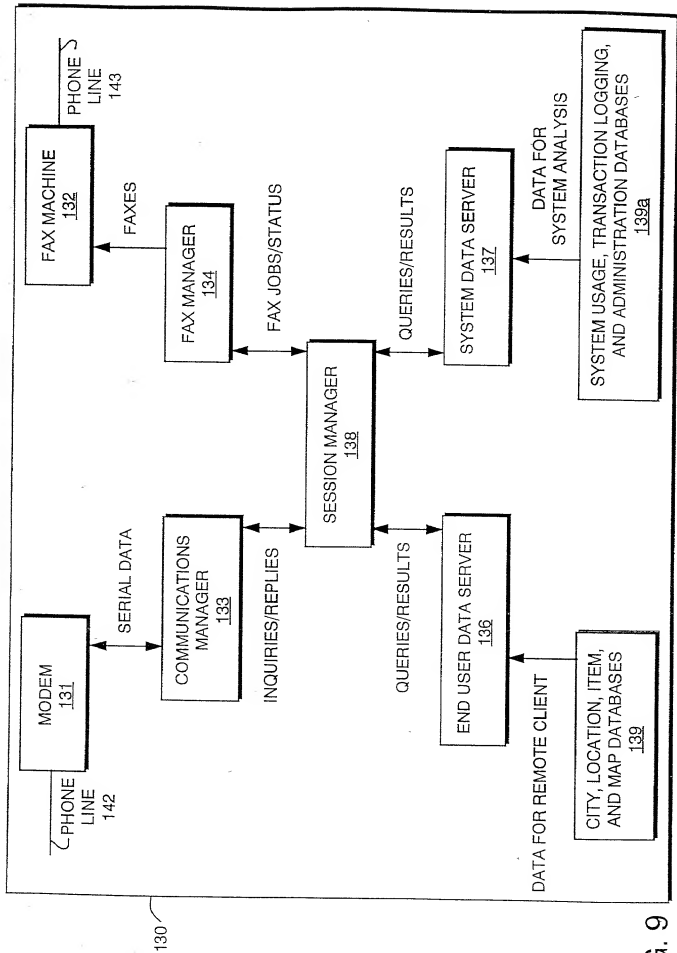 130
PHONE
LINE
142
MODEM
131
SERIAL DATA
COMMUNICATIONS
MANAGER
133
INQUIRIES/REPLIES
FAX MACHINE
132
PHONE
LINE
143
FAXES
FAX MANAGER
134
FAX JOBS/STATUS
SESSION MANAGER
138
QUERIES/RESULTS
END USER DATA SERVER
136
DATA FOR REMOTE CLIENT
CITY, LOCATION, ITEM,
AND MAP DATABASES
139
QUERIES/RESULTS
SYSTEM DATA SERVER
137
DATA FOR
SYSTEM ANALYSIS
SYSTEM USAGE, TRANSACTION LOGGING,
AND ADMINISTRATION DATABASES
139a
G. 9